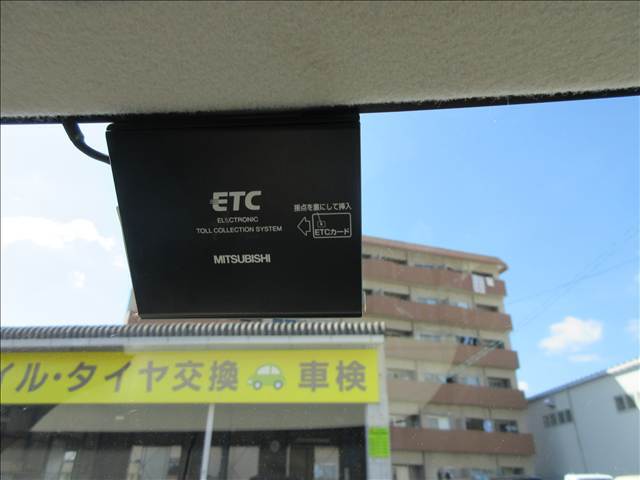 ETC
ELECTRONIC
TOLL COLLECTION SYSTEM
MITSUBISHI
接点を裏にして挿入
ETCカード
イル・タイヤ交換 車検